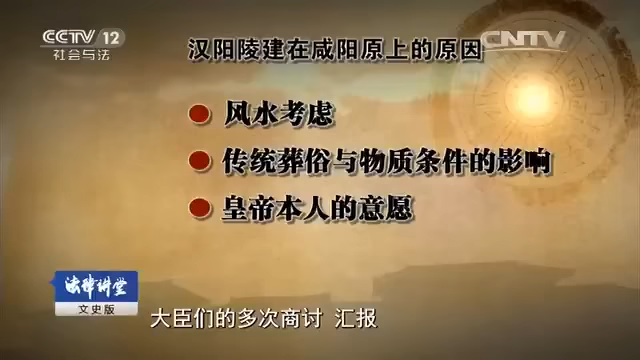 CCTV 12
社会与法
CNTV
汉阳陵建在咸阳原上的原因
风水考虑
传统葬俗与物质条件的影响
皇帝本人的意愿
法律讲堂
文史版
大臣们的多次商讨 汇报